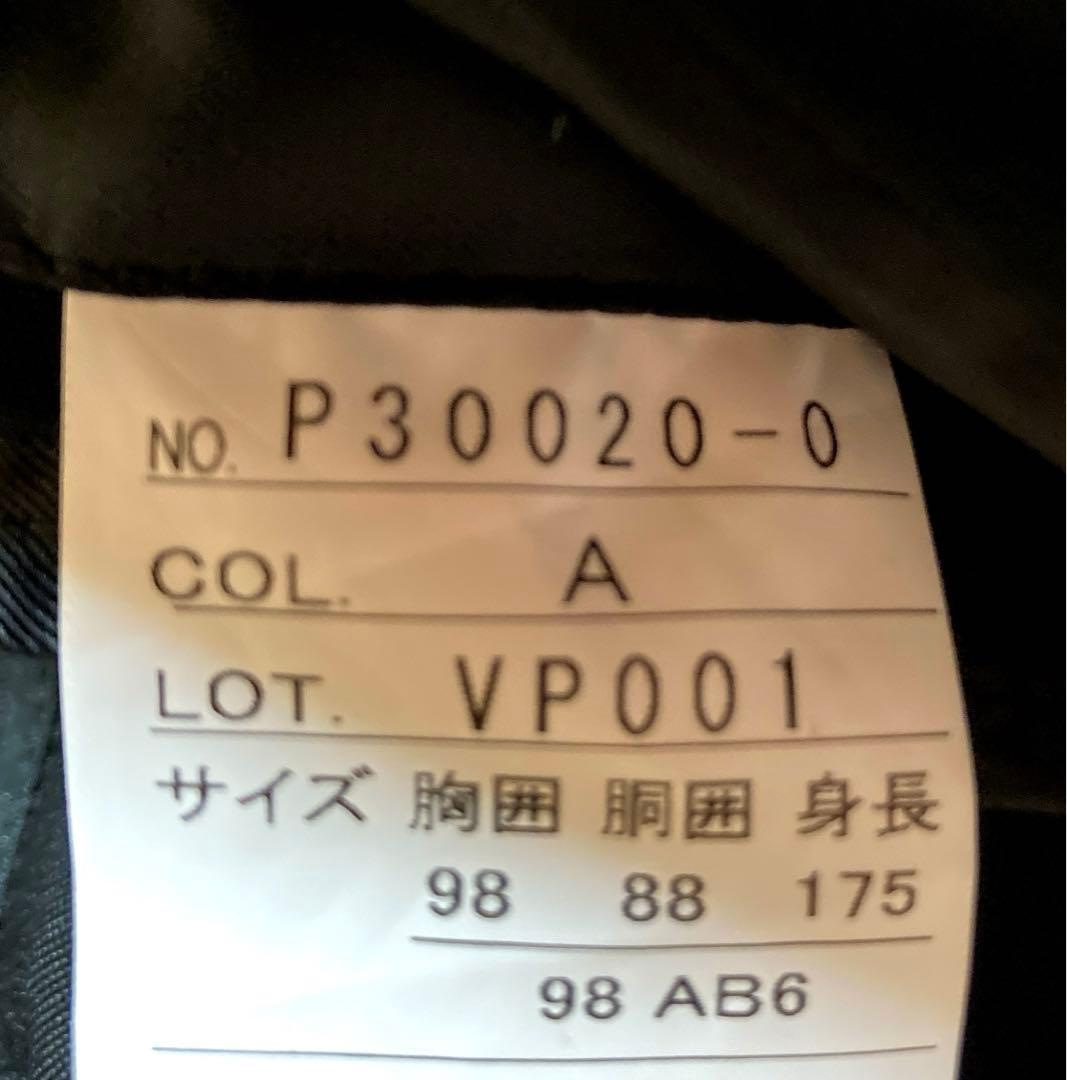 NO. P30020-0
COL. A
LOT. VP001
サイズ 胸囲 胴囲 身長
98 88 175
98 AB6